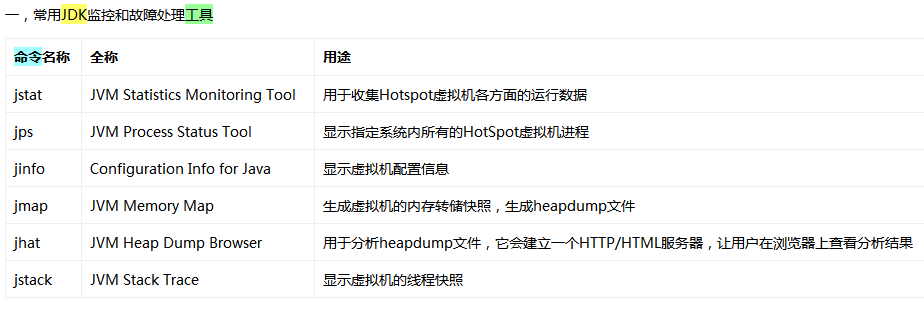 一，常用JDK监控和故障处理工具
命令名称 全称 用途
jstat JVM Statistics Monitoring Tool 用于收集Hotspot虚拟机各方面的运行数据
jps JVM Process Status Tool 显示指定系统内所有的HotSpot虚拟机进程
jinfo Configuration Info for Java 显示虚拟机配置信息
jmap JVM Memory Map 生成虚拟机的内存转储快照，生成heapdump文件
jhat JVM Heap Dump Browser 用于分析heapdump文件，它会建立一个HTTP/HTML服务器，让用户在浏览器上查看分析结果
jstack JVM Stack Trace 显示虚拟机的线程快照